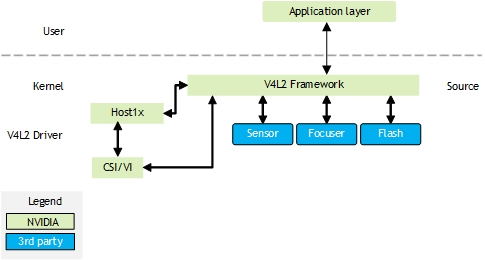 Application layer
User
Kernel
V4L2 Framework
Source
Host1x
V4L2 Driver
Sensor
Focuser
Flash
CSI/VI
Legend
NVIDIA
3rd party